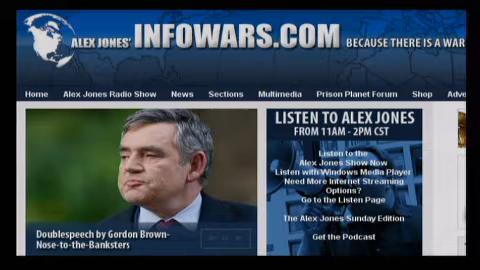 ALEX JONES' INFOWARS.COM BECAUSE THERE IS A WAR
Home Alex Jones Radio Show News Sections Multimedia Prison Planet Forum Shop Adve
LISTEN TO ALEX JONES
FROM 11AM - 2PM CST
Listen to the
Alex Jones Show Now
Listen with Windows Media Player
Need More Internet Streaming
Options?
Go to the Listen Page
The Alex Jones Sunday Edition
Get the Podcast
Doublespeech by Gordon Brown-
Nose-to-the-Banksters